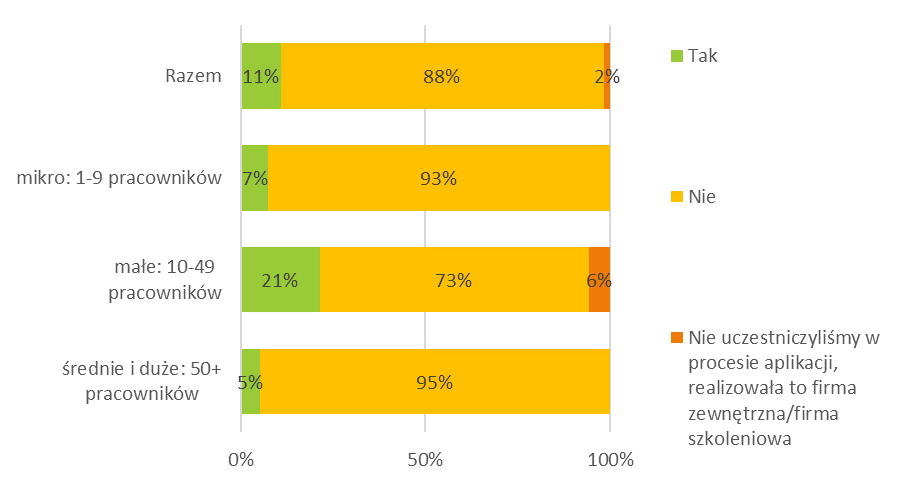 Razem
11%
88%
2%
Tak
mikro: 1-9 pracowników
7%
93%
Nie
małe: 10-49
pracowników
21%
73%
6%
średnie i duże: 50+
pracowników
5%
95%
Nie uczestniczyliśmy w
procesie aplikacji,
realizowała to firma
zewnętrzna/firma
szkoleniowa
0%
50%
100%